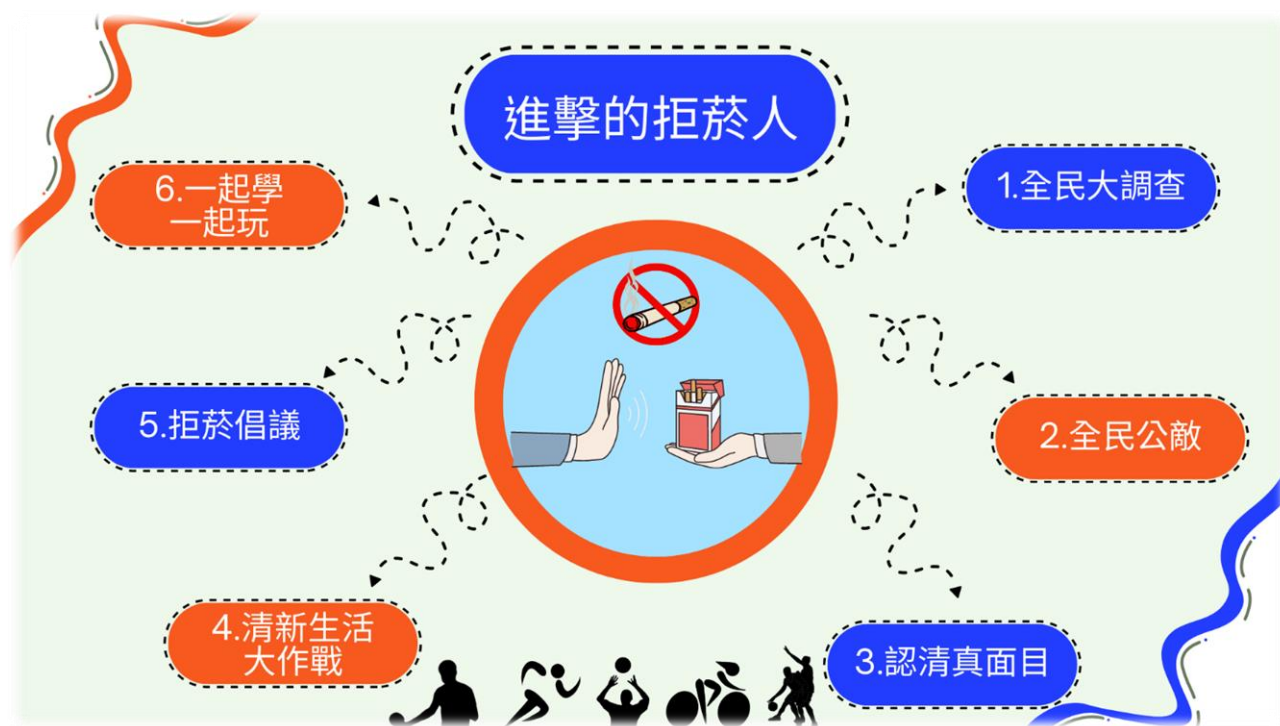 進擊的拒菸人
1.全民大調查
2.全民公敵
3.認清真面目
4.清新生活
大作戰
5.拒菸倡議
6.一起學
一起玩